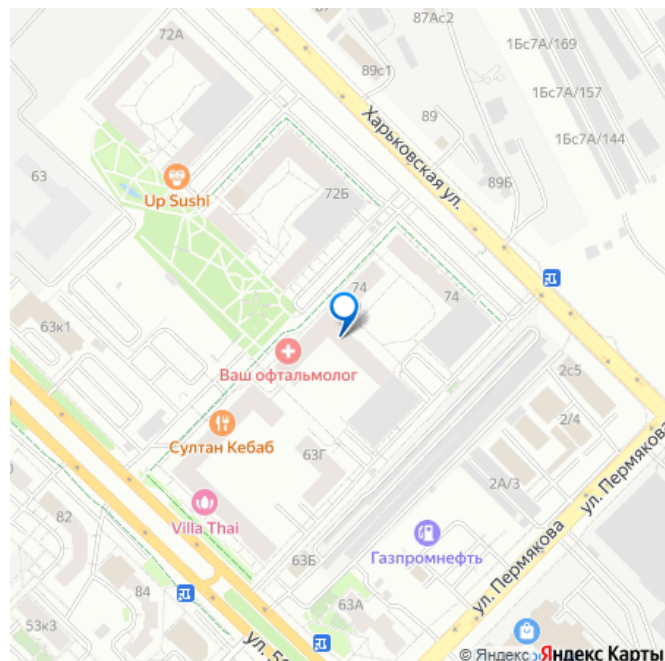 87Ас2
72А
1Бс7А/169
89с1
1Бс7А/157
Харьковская ул.
89
1Бс7А/144
63
Up Sushi
72Б
89Б
74
74
63к1
Ваш офтальмолог
2с5
2/4
Султан Кебаб
63Г
ул. Пермякова
2А/3
Villa Thai
82
Газпромнефть
ул. Пермякова
63Б
84
63А
53к3
© Яндекс Яндекс Карты